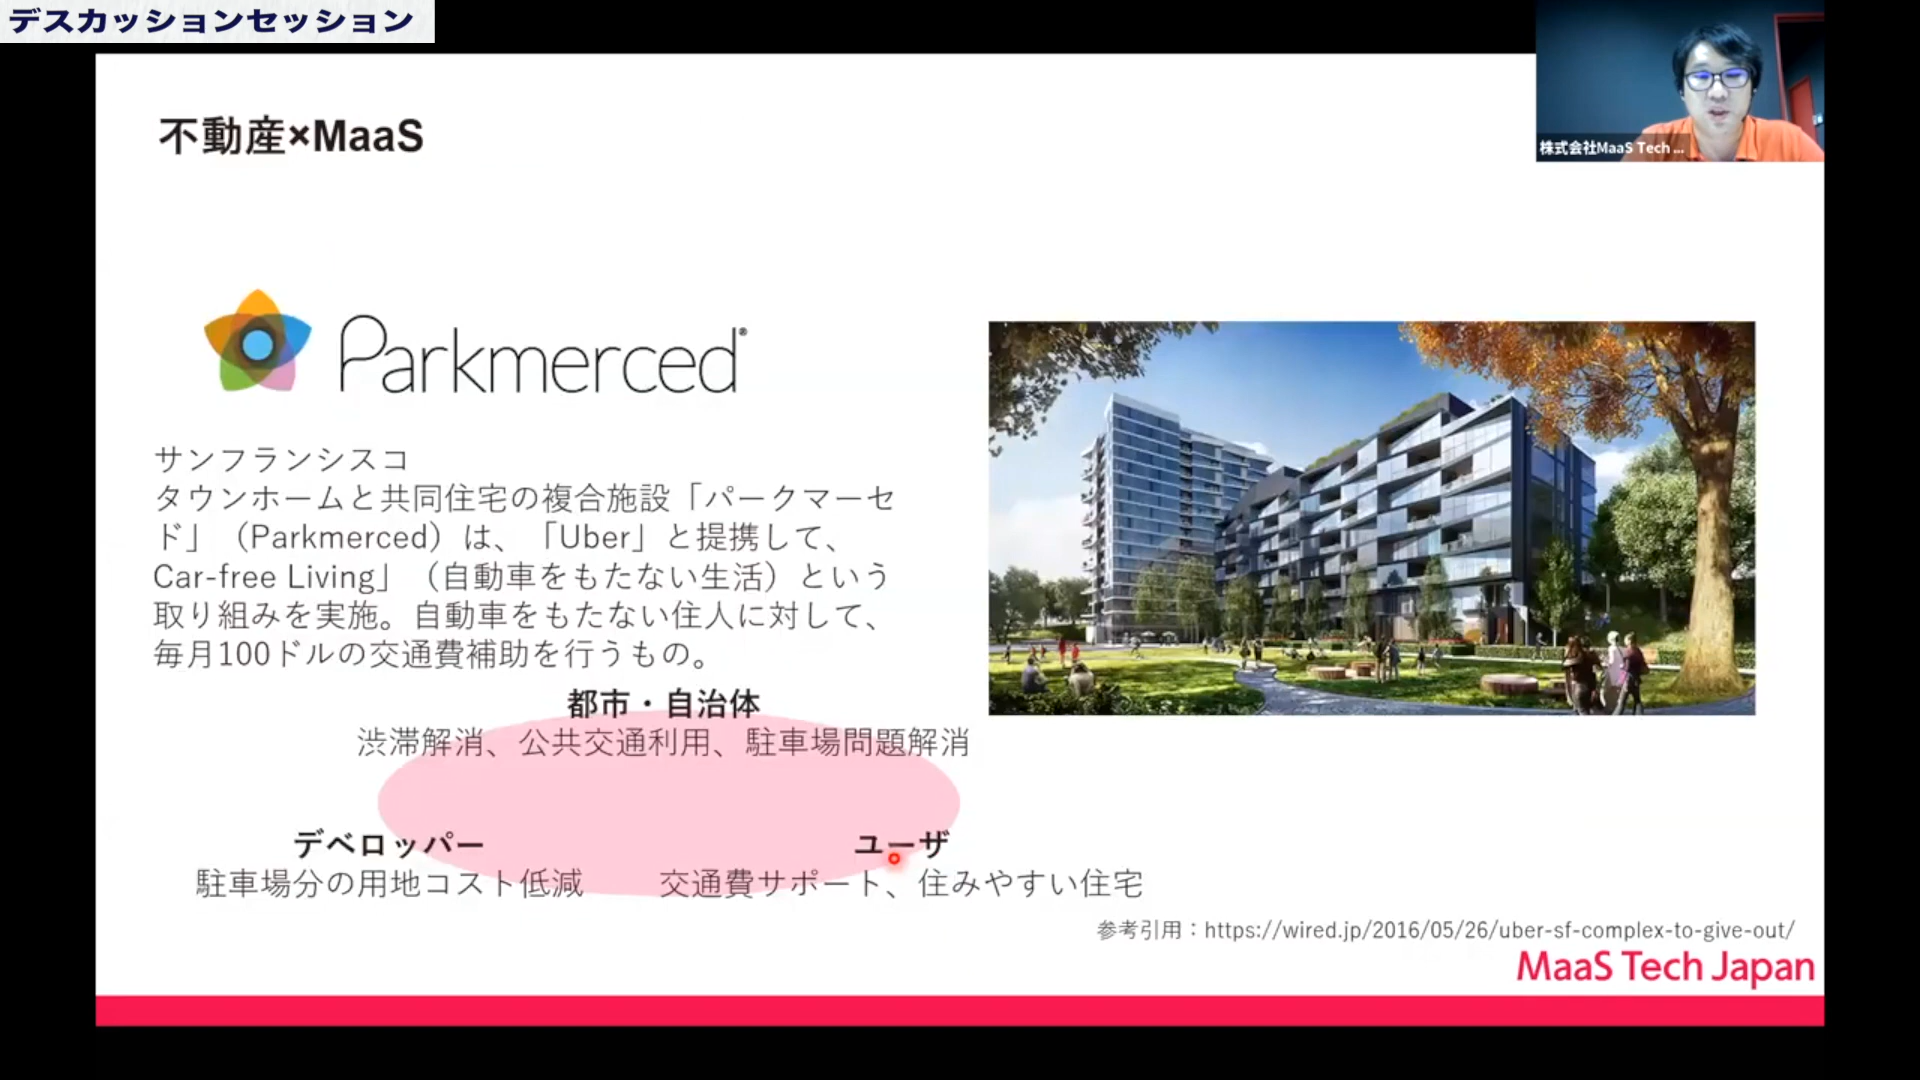 デスカッションセッション
株式会社MaaS Tech ...
不動産×MaaS
Parkmerced®
サンフランシスコ
タウンホームと共同住宅の複合施設「パークマーセ
ド」（Parkmerced）は、「Uber」と提携して、
Car-free Living」（自動車をもたない生活）という
取り組みを実施。自動車をもたない住人に対して、
毎月100ドルの交通費補助を行うもの。
都市・自治体
渋滞解消、公共交通利用、駐車場問題解消
デベロッパー
駐車場分の用地コスト低減
ユーザ
交通費サポート、住みやすい住宅
参考引用：https://wired.jp/2016/05/26/uber-sf-complex-to-give-out/
MaaS Tech Japan